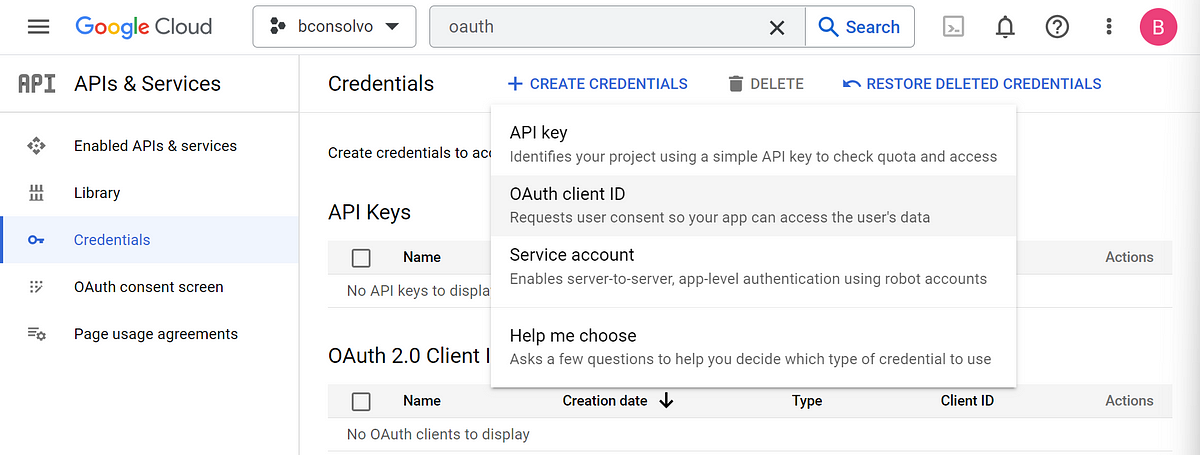 Google Cloud
bconsolvo
oauth
Search
B
API APIs & Services
Credentials
CREATE CREDENTIALS
DELETE
RESTORE DELETED CREDENTIALS
Enabled APIs & services
Library
Credentials
OAuth consent screen
Page usage agreements
Create credentials to acc
API key
Identifies your project using a simple API key to check quota and access
OAuth client ID
Requests user consent so your app can access the user's data
Service account
Enables server-to-server, app-level authentication using robot accounts
Help me choose
Asks a few questions to help you decide which type of credential to use
API Keys
Name
Actions
No API keys to displa
OAuth 2.0 Client I
Name Creation date Type Client ID Actions
No OAuth clients to display